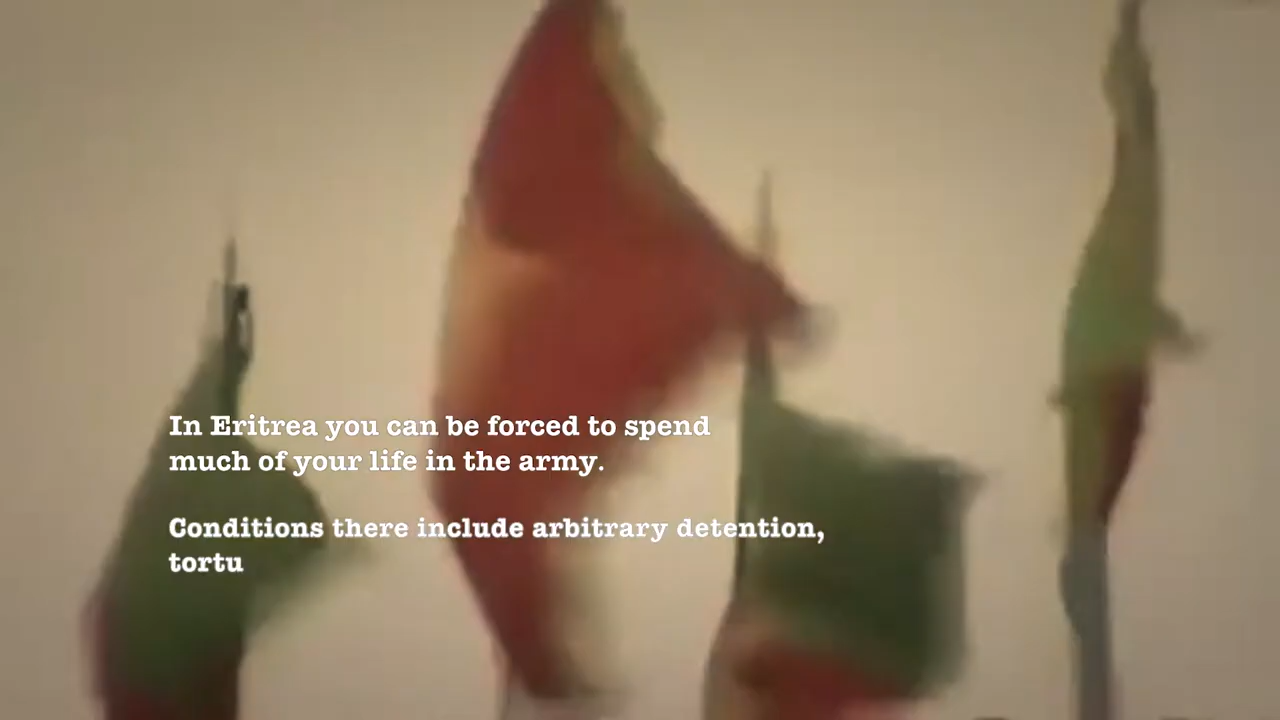 In Eritrea you can be forced to spend
much of your life in the army.
Conditions there include arbitrary detention,
tortu